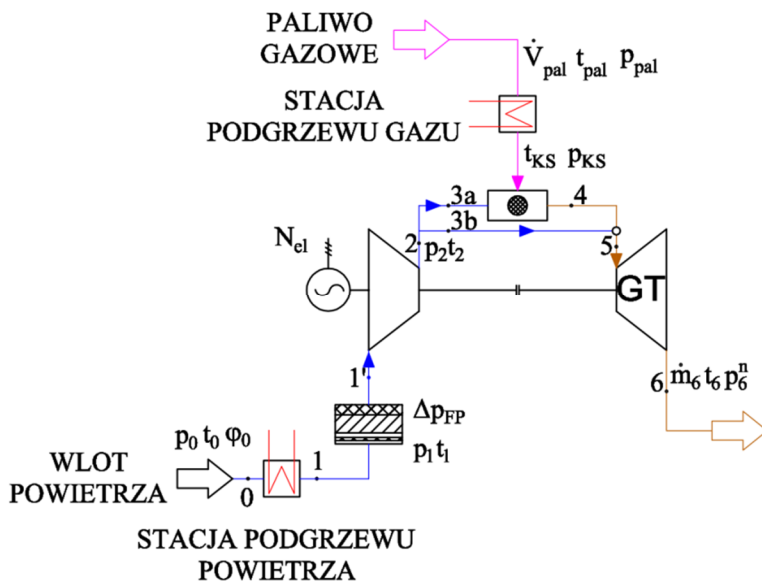 PALIWO
GAZOWE
V̇pal tpal ppal
STACJA
PODGRZEWU GAZU
tKS pKS
3a
4
3b
Nel
2
p2t2
5
GT
1'
ṁ6 t6 p6ⁿ
6
ΔpFP
p0 t0 φ0
p1t1
WLOT
POWIETRZA
0
1
STACJA PODGRZEWU
POWIETRZA